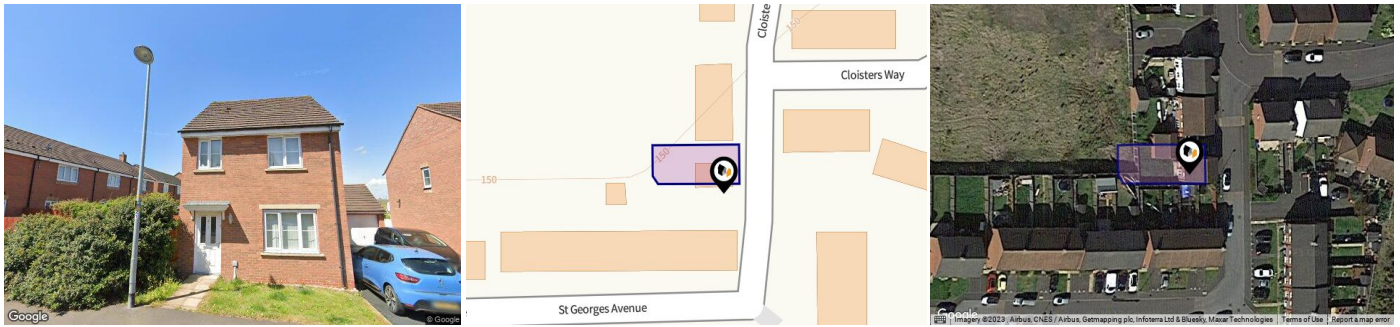 Google
© Google
Cloiste
150
Cloisters Way
150
150
St Georges Avenue
Google
Imagery ©2023 , Airbus, CNES / Airbus, Getmapping plc, Infoterra Ltd & Bluesky, Maxar Technologies
Terms of Use
Report a map error